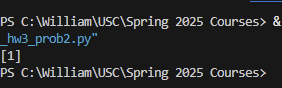 PS C:\William\USC\Spring 2025 Courses> &
_hw3_prob2.py"
[1]
PS C:\William\USC\Spring 2025 Courses>